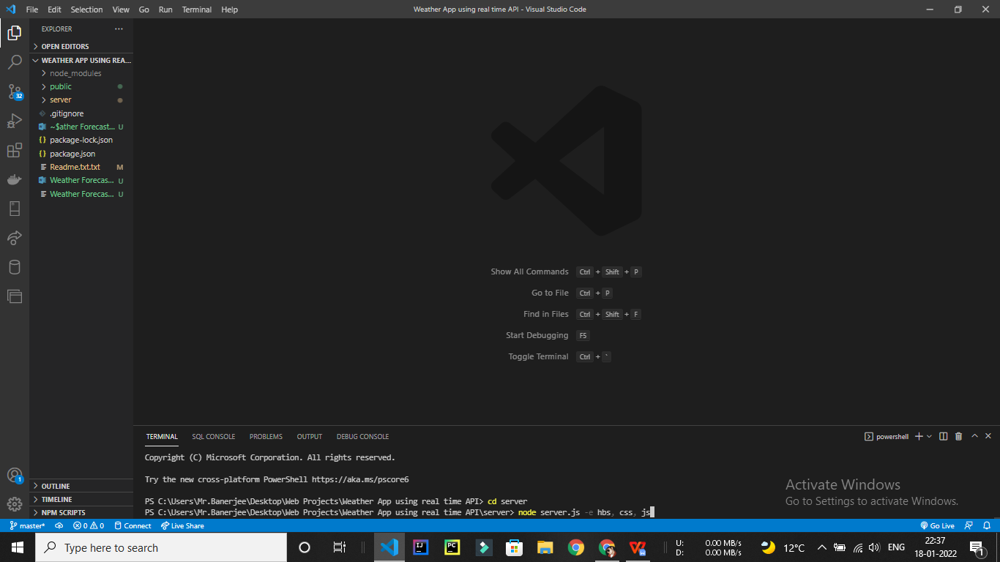 File Edit Selection View Go Run Terminal Help
Weather App using real time API - Visual Studio Code
EXPLORER
OPEN EDITORS
WEATHER APP USING REA...
node_modules
public
32
server
.gitignore
~$ather Forecast... U
package-lock.json
package.json
Readme.txt.txt M
Weather Forecas... U
Weather Forecas... U
Show All Commands Ctrl + Shift + P
Go to File Ctrl + P
Find in Files Ctrl + Shift + F
Start Debugging F5
Toggle Terminal Ctrl + `
TERMINAL SQL CONSOLE PROBLEMS OUTPUT DEBUG CONSOLE
powershell
Copyright (C) Microsoft Corporation. All rights reserved.
Try the new cross-platform PowerShell https://aka.ms/pscore6
PS C:\Users\Mr.Banerjee\Desktop\Web Projects\Weather App using real time API> cd server
PS C:\Users\Mr.Banerjee\Desktop\Web Projects\Weather App using real time API\server> node server.js -e hbs, css, js
Activate Windows
Go to Settings to activate Windows.
1
OUTLINE
TIMELINE
NPM SCRIPTS
master* 0 0 Connect Live Share
Go Live
Type here to search
IJ
PC
W
U: 0.00 MB/s
D: 0.00 MB/s
12°C
ENG
22:37
18-01-2022
1